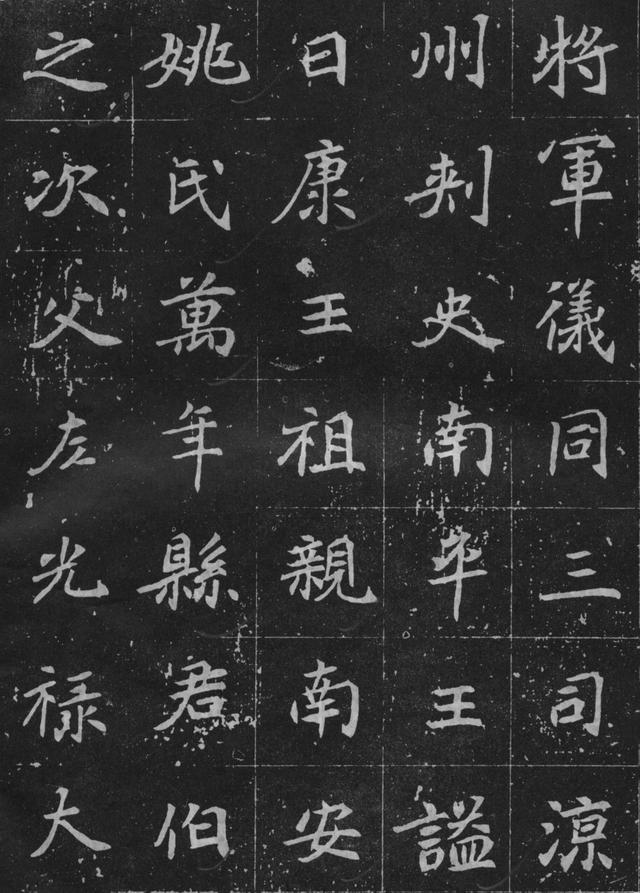 將軍儀同三司涼
州刺史南平王謚
曰康王祖親南安
姚氏萬年縣君伯
之次父左光祿大